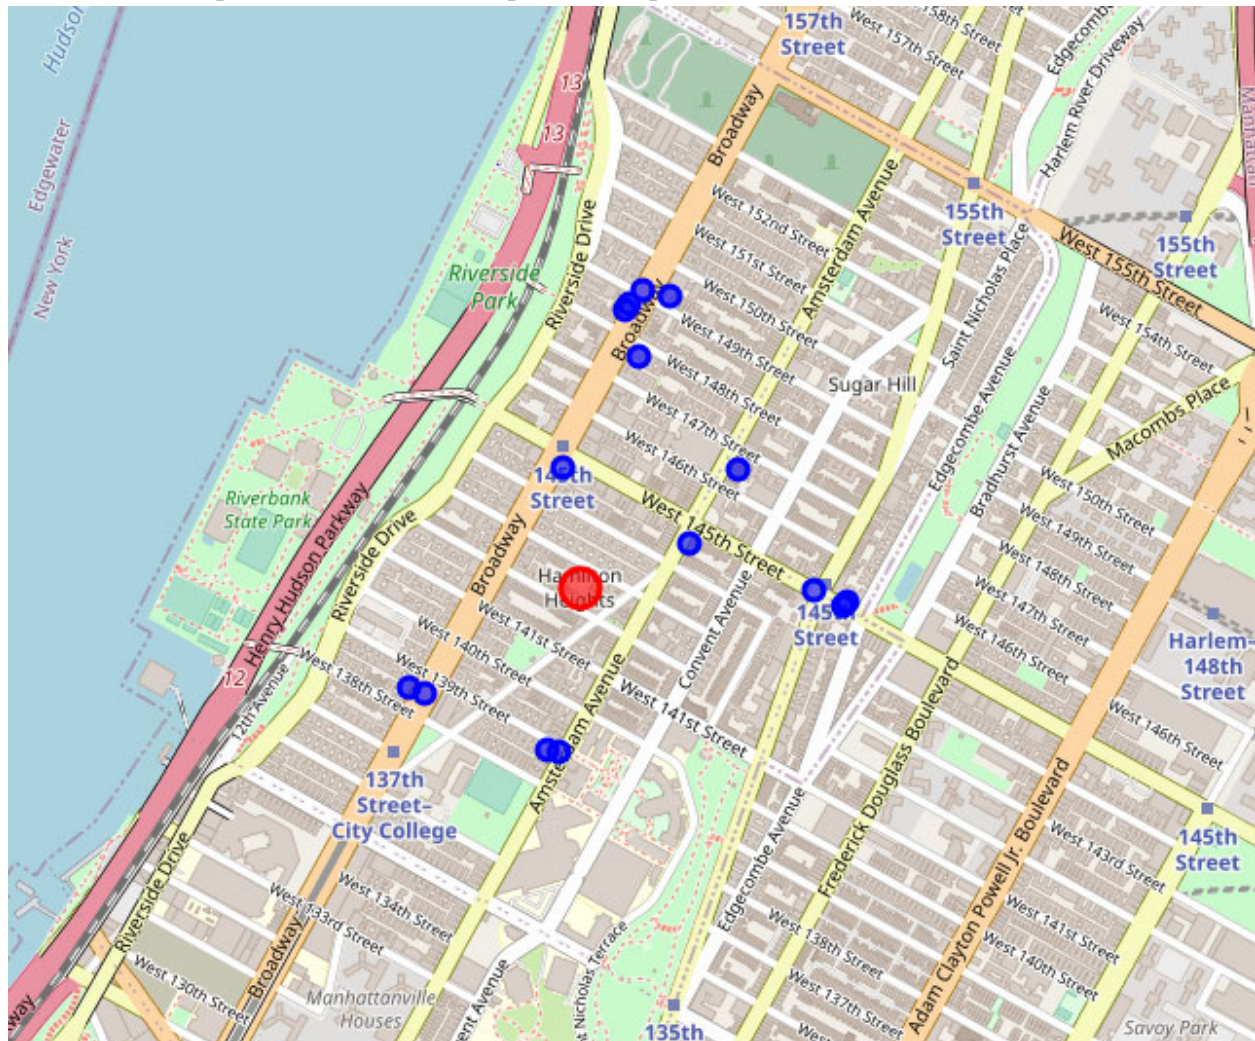 Hudson
157th
Street
West 158th Street
West 157th Street
Edgecombe
Harlem River Driveway
13
13
Edgewater
New York
Broadway
Amsterdam Avenue
155th
Street
155th
Street
West 155th Street
West 152nd Street
West 151st Street
West 150th Street
West 149th Street
West 148th Street
West 147th Street
West 146th Street
Riverside Drive
Riverside
Park
Broadway
Saint Nicholas Place
Sugar Hill
Edgecombe Avenue
Bradhurst Avenue
West 154th Street
Macombs Place
145th
Street
Riverbank
State Park
Henry Hudson Parkway
Riverside Drive
Broadway
West 145th Street
Hamilton
Heights
Convent Avenue
145th
Street
West 150th Street
West 149th Street
West 148th Street
West 147th Street
West 146th Street
Harlem–
148th
Street
West 146th Street
West 141st Street
West 140th Street
West 139th Street
West 138th Street
12
12th Avenue
West 141st Street
Amsterdam Avenue
137th
Street–
City College
Edgecombe Avenue
Frederick Douglass Boulevard
Adam Clayton Powell Jr. Boulevard
145th
Street
West 143rd Street
West 141st Street
West 140th Street
West 138th Street
West 137th Street
Riverside Drive
West 134th Street
West 133rd Street
Broadway
West 130th Street
Manhattanville
Houses
ent Avenue
Nicholas Terrace
135th
Savoy Park